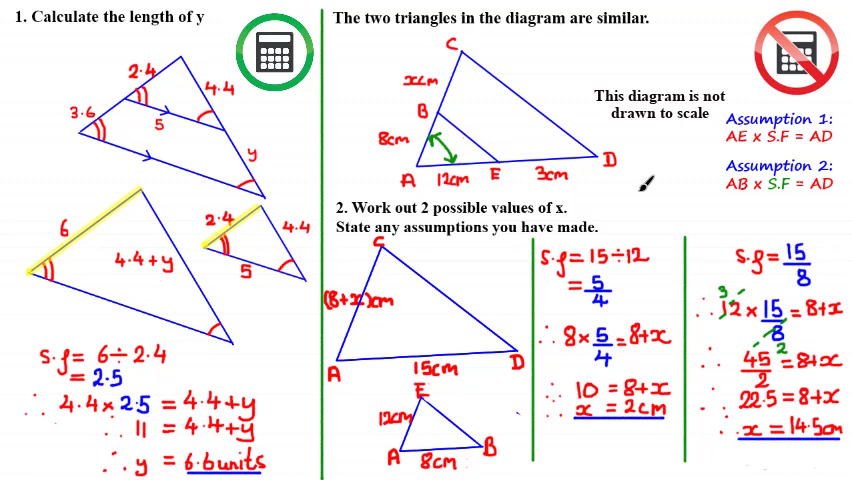 1. Calculate the length of y
2.4
4.4
3.6
5
y
6
4.4+y
2.4
4.4
5
s.f = 6 ÷ 2.4
= 2.5
∴ 4.4 × 2.5 = 4.4+y
∴ 11 = 4.4+y
∴ y = 6.6 units
The two triangles in the diagram are similar.
C
xcm
B
8cm
A
12cm
E
3cm
D
This diagram is not
drawn to scale
Assumption 1:
AE x S.F = AD
Assumption 2:
AB x S.F = AD
2. Work out 2 possible values of x.
State any assumptions you have made.
C
(8+x)cm
A
15cm
D
E
12cm
A
8cm
B
s.f = 15 ÷ 12
= 5/4
∴ 8 × 5/4 = 8+x
∴ 10 = 8+x
∴ x = 2cm
s.f = 15/8
3
∴ 12 × 15/8 = 8+x
2
∴ 45/2 = 8+x
∴ 22.5 = 8+x
∴ x = 14.5cm